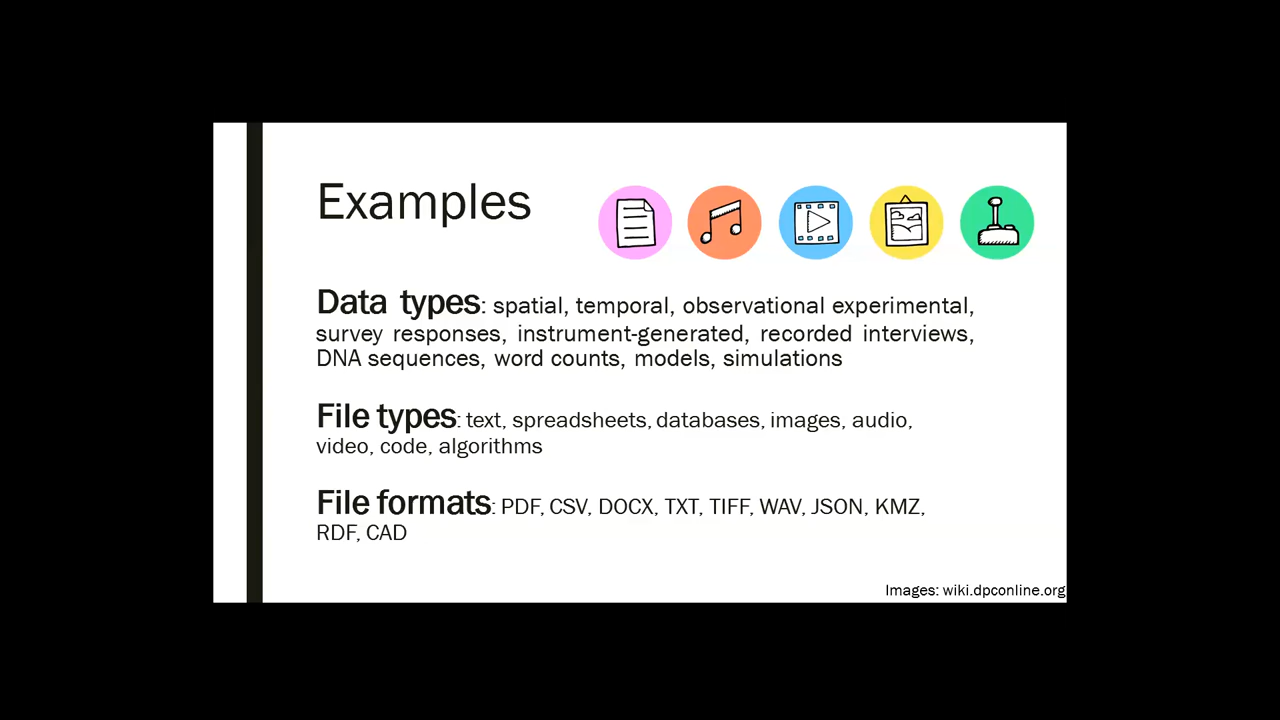 Examples
Data types: spatial, temporal, observational experimental,
survey responses, instrument-generated, recorded interviews,
DNA sequences, word counts, models, simulations
File types: text, spreadsheets, databases, images, audio,
video, code, algorithms
File formats: PDF, CSV, DOCX, TXT, TIFF, WAV, JSON, KMZ,
RDF, CAD
Images: wiki.dpconline.org